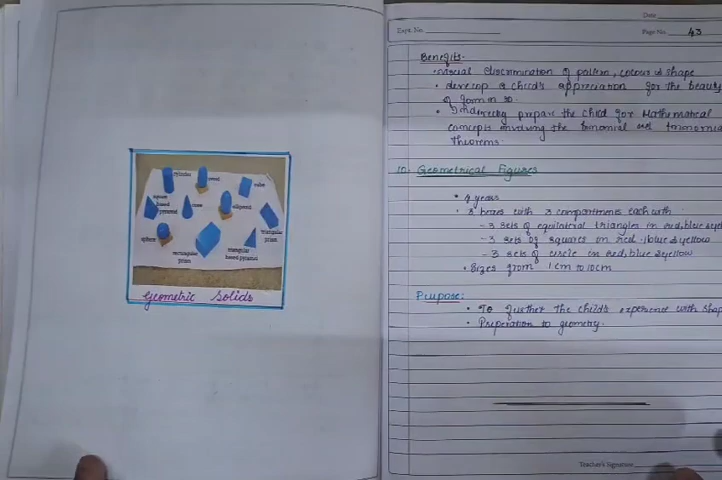 cylinder
ovoid
cube
square
based
pyramid
cone
ellipsoid
triangular
prism
sphere
rectangular
prism
triangular
based pyramid
Geometric Solids
Date
Expt. No.
Page No. 43
Benefits-
• visual discrimination of pattern, colour & shape
• develop a child's appreciation for the beauty
of form in 3D.
• Indirectly prepare the child for Mathematical
concepts involving the binomial and
theorems
10. Geometrical Figures
• 4 years
• 3 boxes with 3 compartments each with
- 3 sets of equilateral triangles in red, blue &
- 3 sets of squares in red, blue & yellow
- 3 sets of circle in red, blue & yellow
• Sizes from 1cm to 10cm
Purpose:
• To further the child's experience with
• Preparation to geometry.
Teacher's Signature